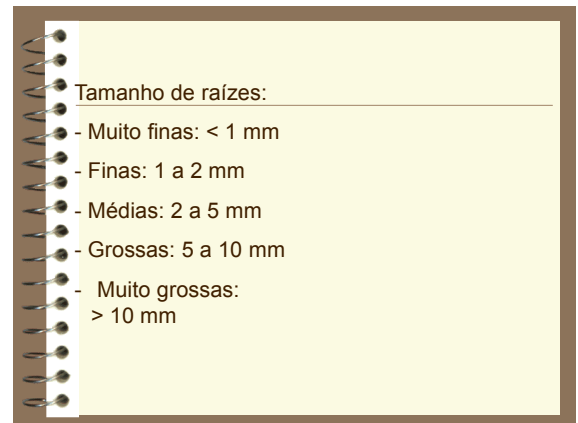 Tamanho de raízes:
- Muito finas: < 1 mm
- Finas: 1 a 2 mm
- Médias: 2 a 5 mm
- Grossas: 5 a 10 mm
- Muito grossas:
> 10 mm